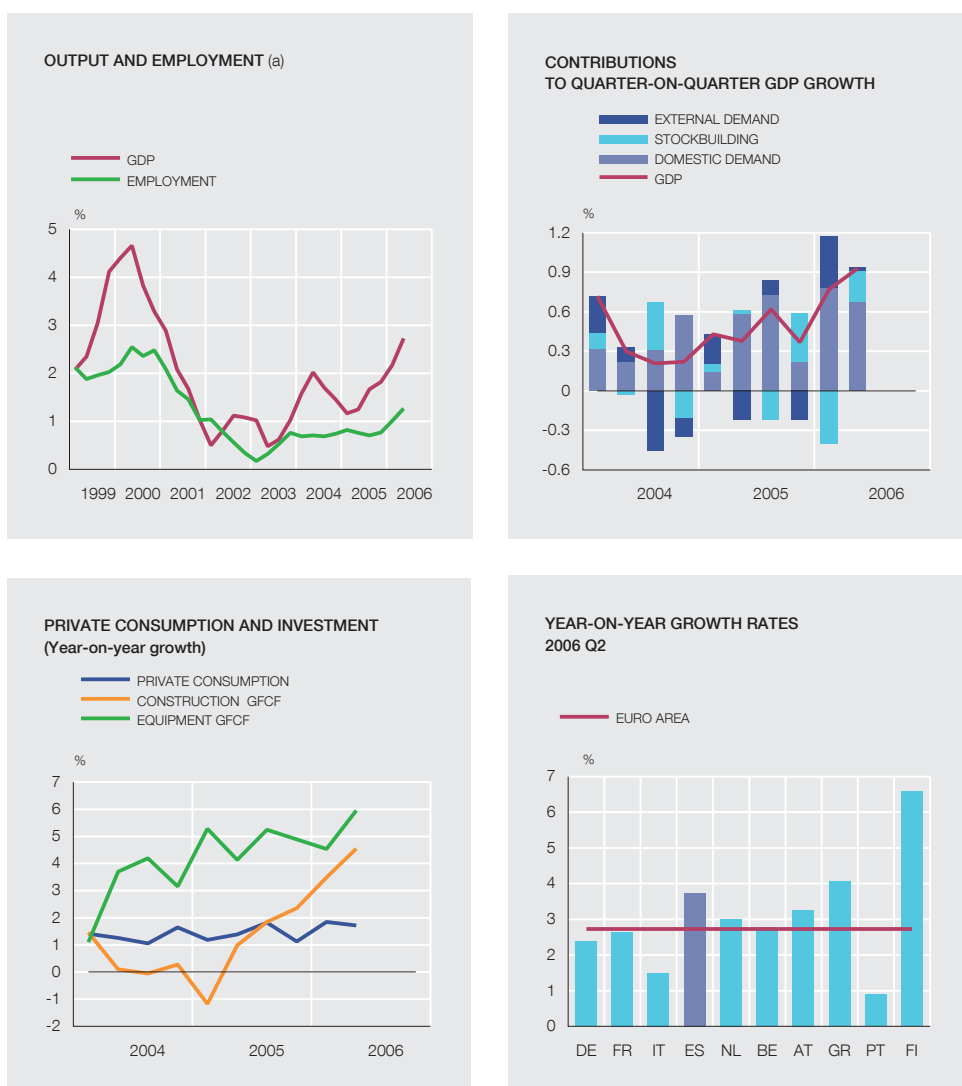 OUTPUT AND EMPLOYMENT (a)
GDP
EMPLOYMENT
%
5
4
3
2
1
0
1999 2000 2001 2002 2003 2004 2005 2006
CONTRIBUTIONS
TO QUARTER-ON-QUARTER GDP GROWTH
EXTERNAL DEMAND
STOCKBUILDING
DOMESTIC DEMAND
GDP
%
1.2
0.9
0.6
0.3
0
-0.3
-0.6
2004 2005 2006
PRIVATE CONSUMPTION AND INVESTMENT
(Year-on-year growth)
PRIVATE CONSUMPTION
CONSTRUCTION GFCF
EQUIPMENT GFCF
%
7
6
5
4
3
2
1
0
-1
-2
2004 2005 2006
YEAR-ON-YEAR GROWTH RATES
2006 Q2
EURO AREA
%
7
6
5
4
3
2
1
0
DE FR IT ES NL BE AT GR PT FI